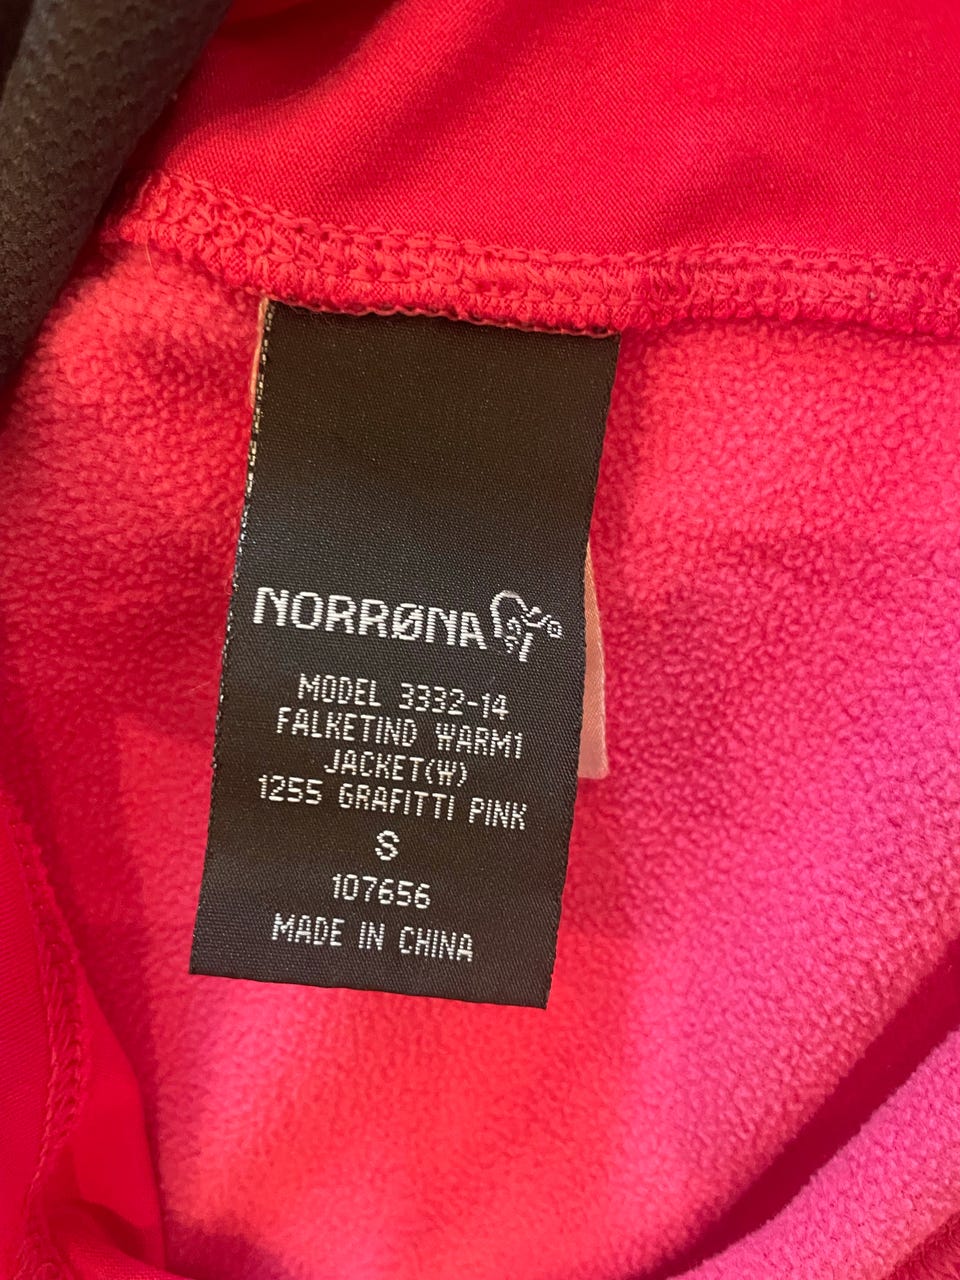 NORRØNA
MODEL 3332-14
FALKETIND WARM1
JACKET(W)
1255 GRAFITTI PINK
S
107656
MADE IN CHINA